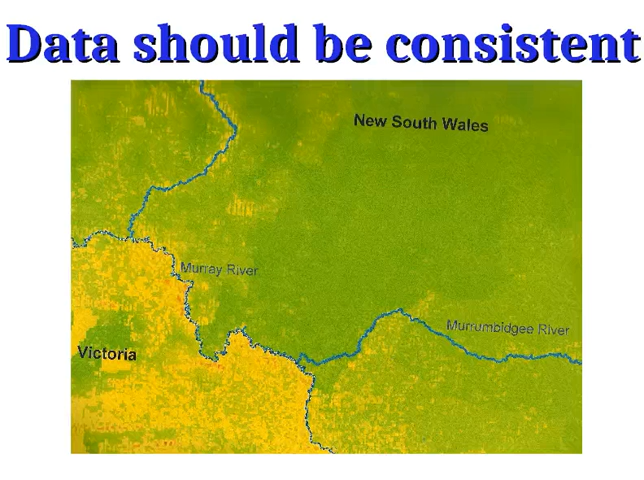 Data should be consistent
New South Wales
Murray River
Murrumbidgee River
Victoria